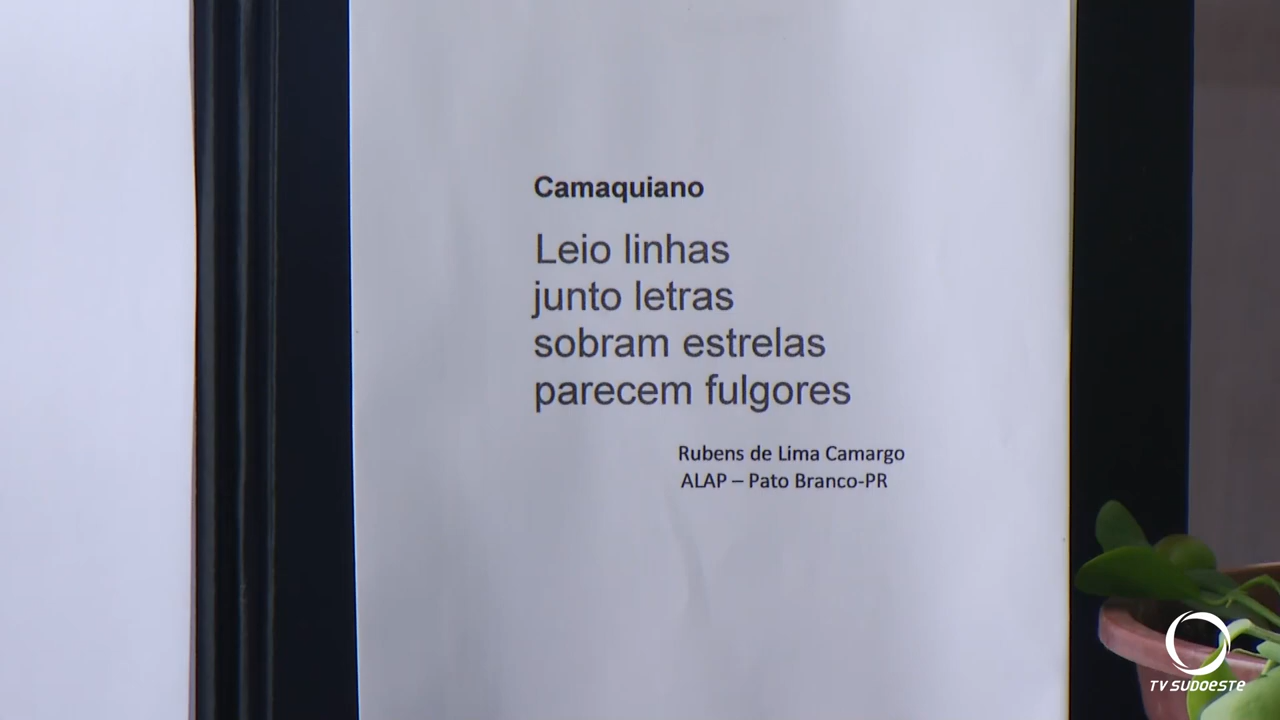 Camaquiano
Leio linhas
junto letras
sobram estrelas
parecem fulgores
Rubens de Lima Camargo
ALAP – Pato Branco-PR
TV SUDOESTE